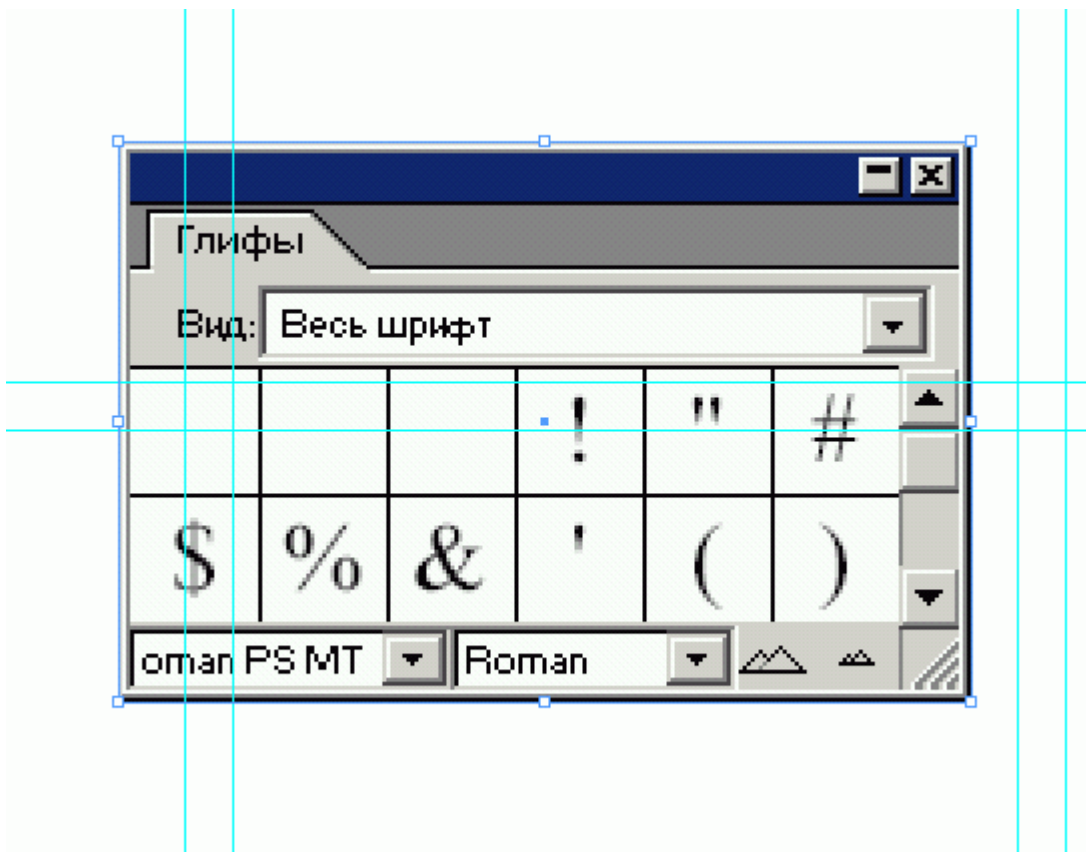 Глифы
Вид: Весь шрифт
! " #
$ % & ' ( )
oman PS MT Roman